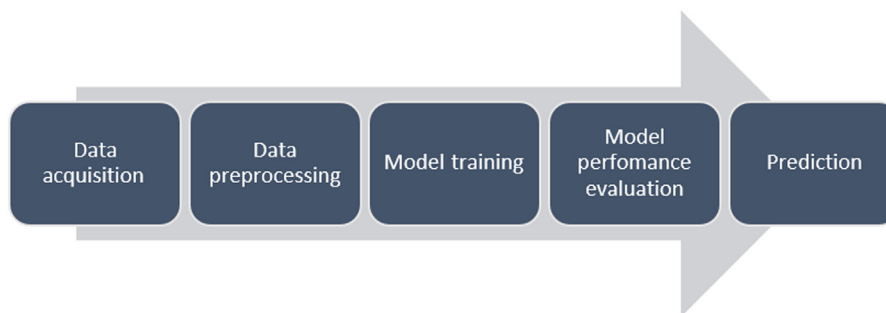 Data
acquisition
Data
preprocessing
Model training
Model
perfomance
evaluation
Prediction